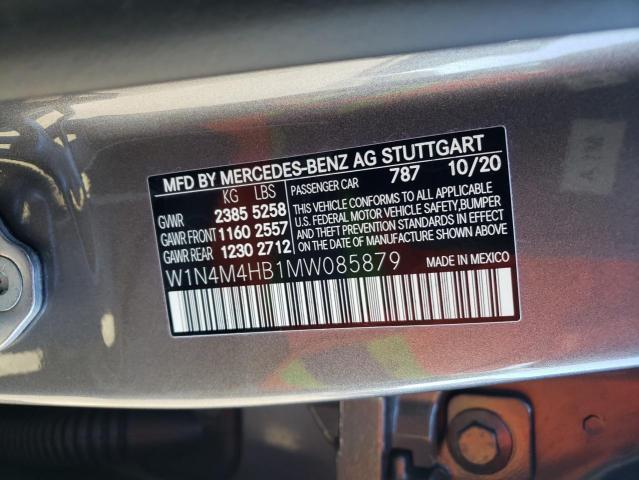 MFD BY MERCEDES-BENZ AG STUTTGART
KG LBS PASSENGER CAR 787 10/20
GVWR 2385 5258
GAWR FRONT 1160 2557
GAWR REAR 1230 2712
THIS VEHICLE CONFORMS TO ALL APPLICABLE
U.S. FEDERAL MOTOR VEHICLE SAFETY,BUMPER
AND THEFT PREVENTION STANDARDS IN
EFFECT ON THE DATE OF MANUFACTURE
SHOWN ABOVE.
W1N4M4HB1MW085879
MADE IN MEXICO